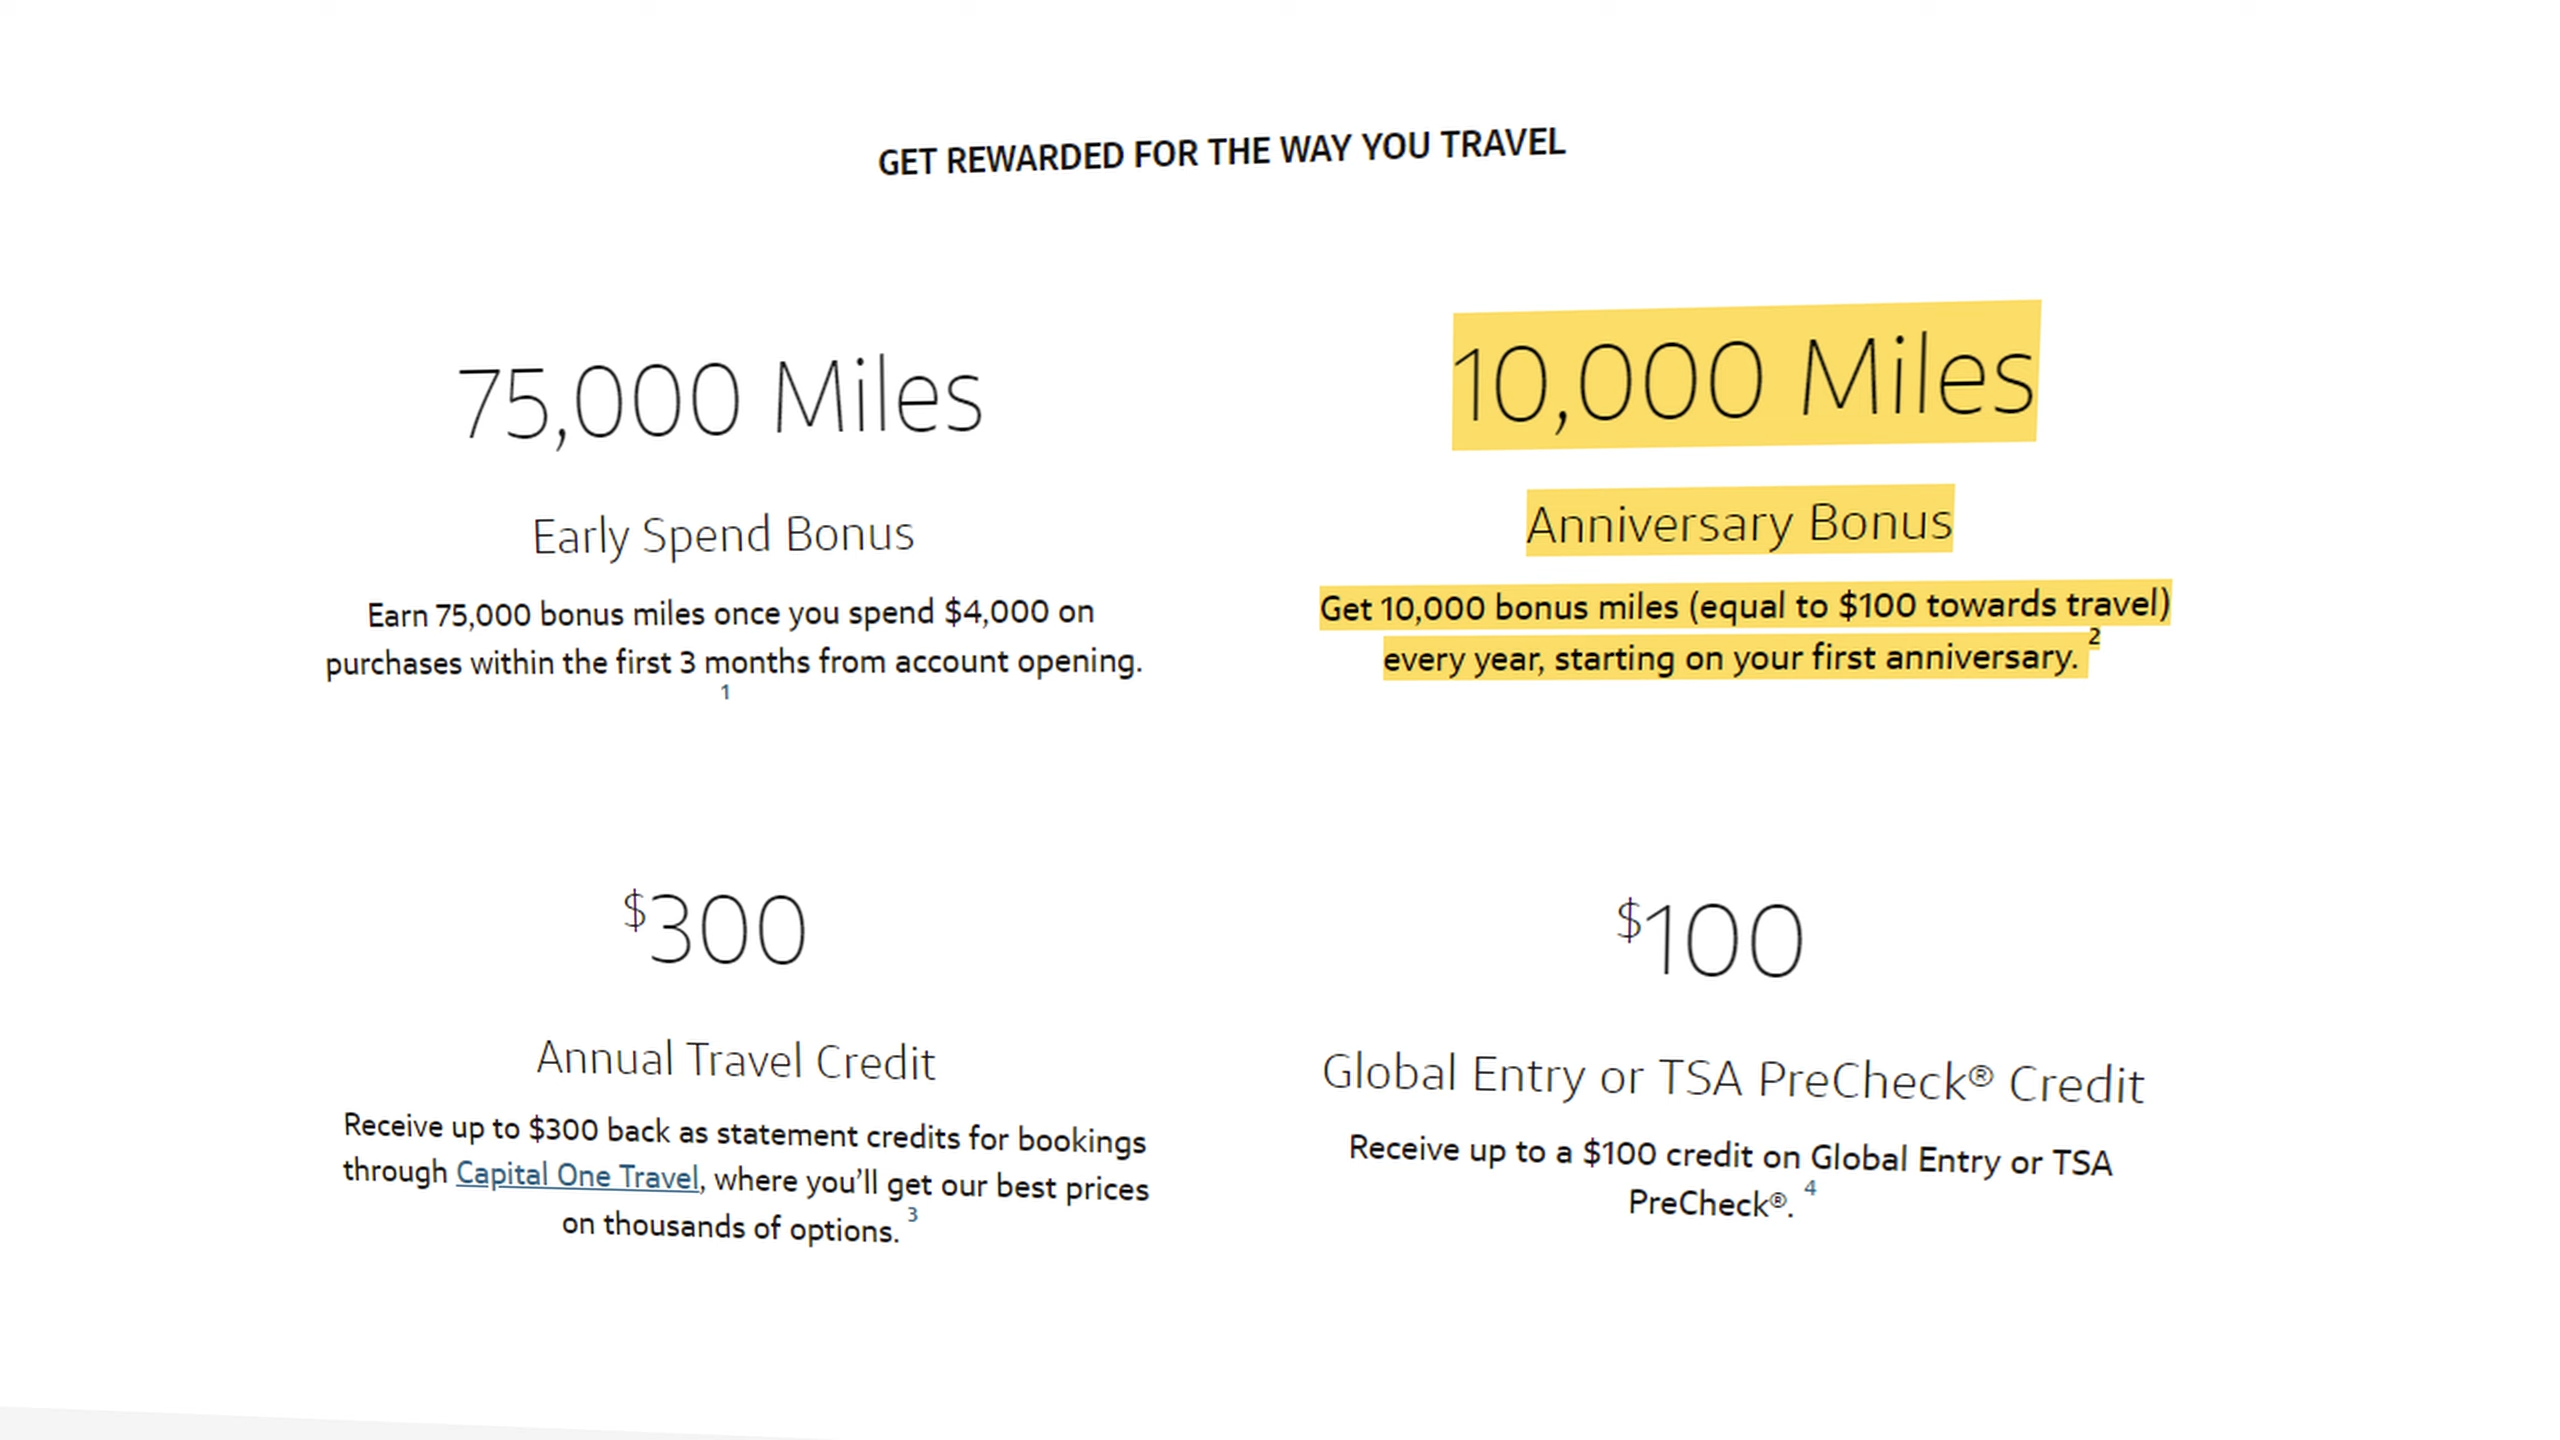 GET REWARDED FOR THE WAY YOU TRAVEL
75,000 Miles
Early Spend Bonus
Earn 75,000 bonus miles once you spend $4,000 on
purchases within the first 3 months from account opening.
1
10,000 Miles
Anniversary Bonus
Get 10,000 bonus miles (equal to $100 towards travel)
every year, starting on your first anniversary. 2
$300
Annual Travel Credit
Receive up to $300 back as statement credits for bookings
through Capital One Travel, where you’ll get our best prices
on thousands of options. 3
$100
Global Entry or TSA PreCheck® Credit
Receive up to a $100 credit on Global Entry or TSA
PreCheck®. 4